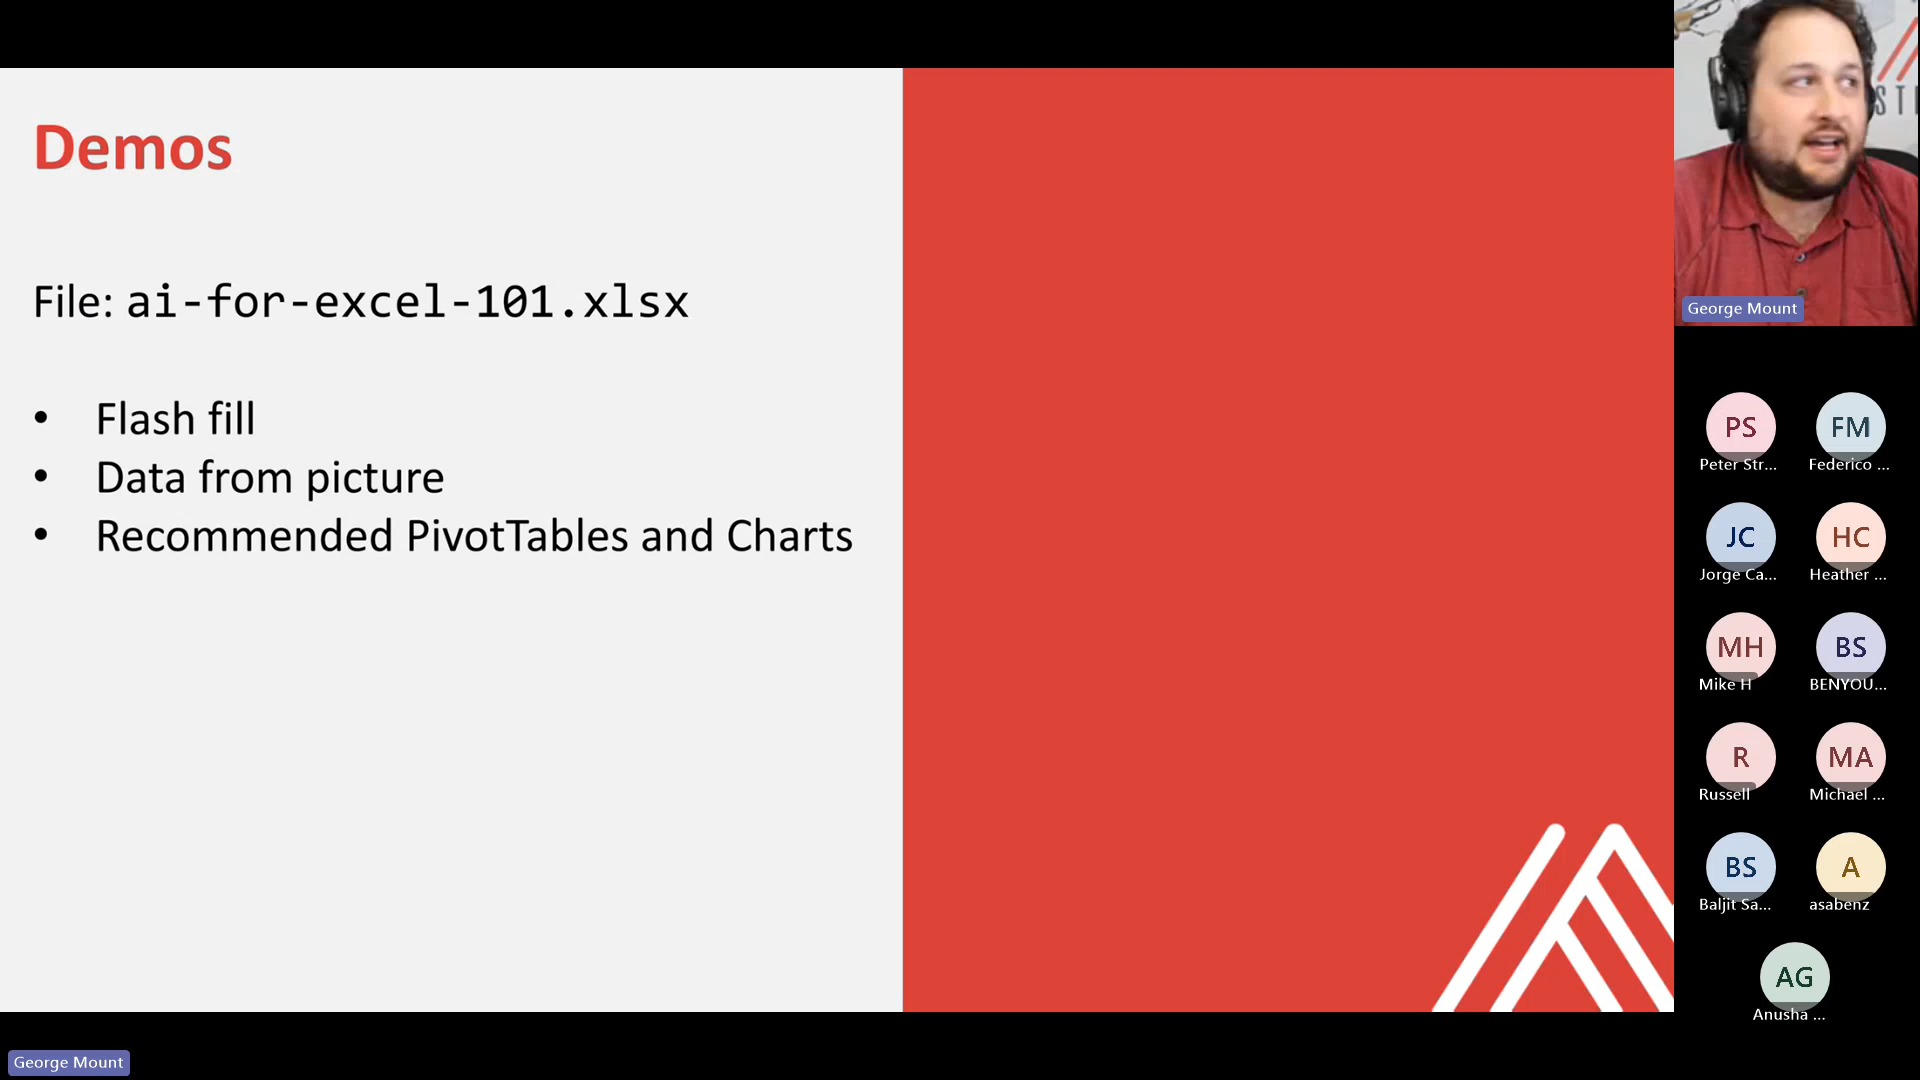 Demos
File: ai-for-excel-101.xlsx
• Flash fill
• Data from picture
• Recommended PivotTables and Charts
ST
George Mount
PS
Peter Str...
FM
Federico ...
JC
Jorge Ca...
HC
Heather ...
MH
Mike H
BS
BENYOU...
R
Russell
MA
Michael ...
BS
Baljit Sa...
A
asabenz
AG
Anusha ...
George Mount